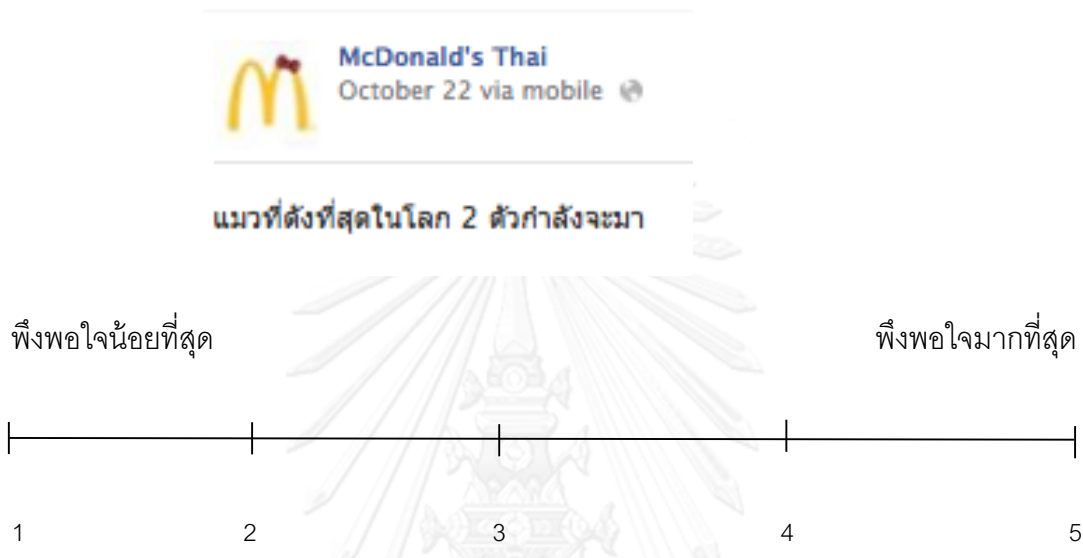 McDonald's Thai
October 22 via mobile
แมวที่ดังที่สุดในโลก 2 ตัวกำลังจะมา
พึงพอใจน้อยที่สุด พึงพอใจมากที่สุด
1 2 3 4 5